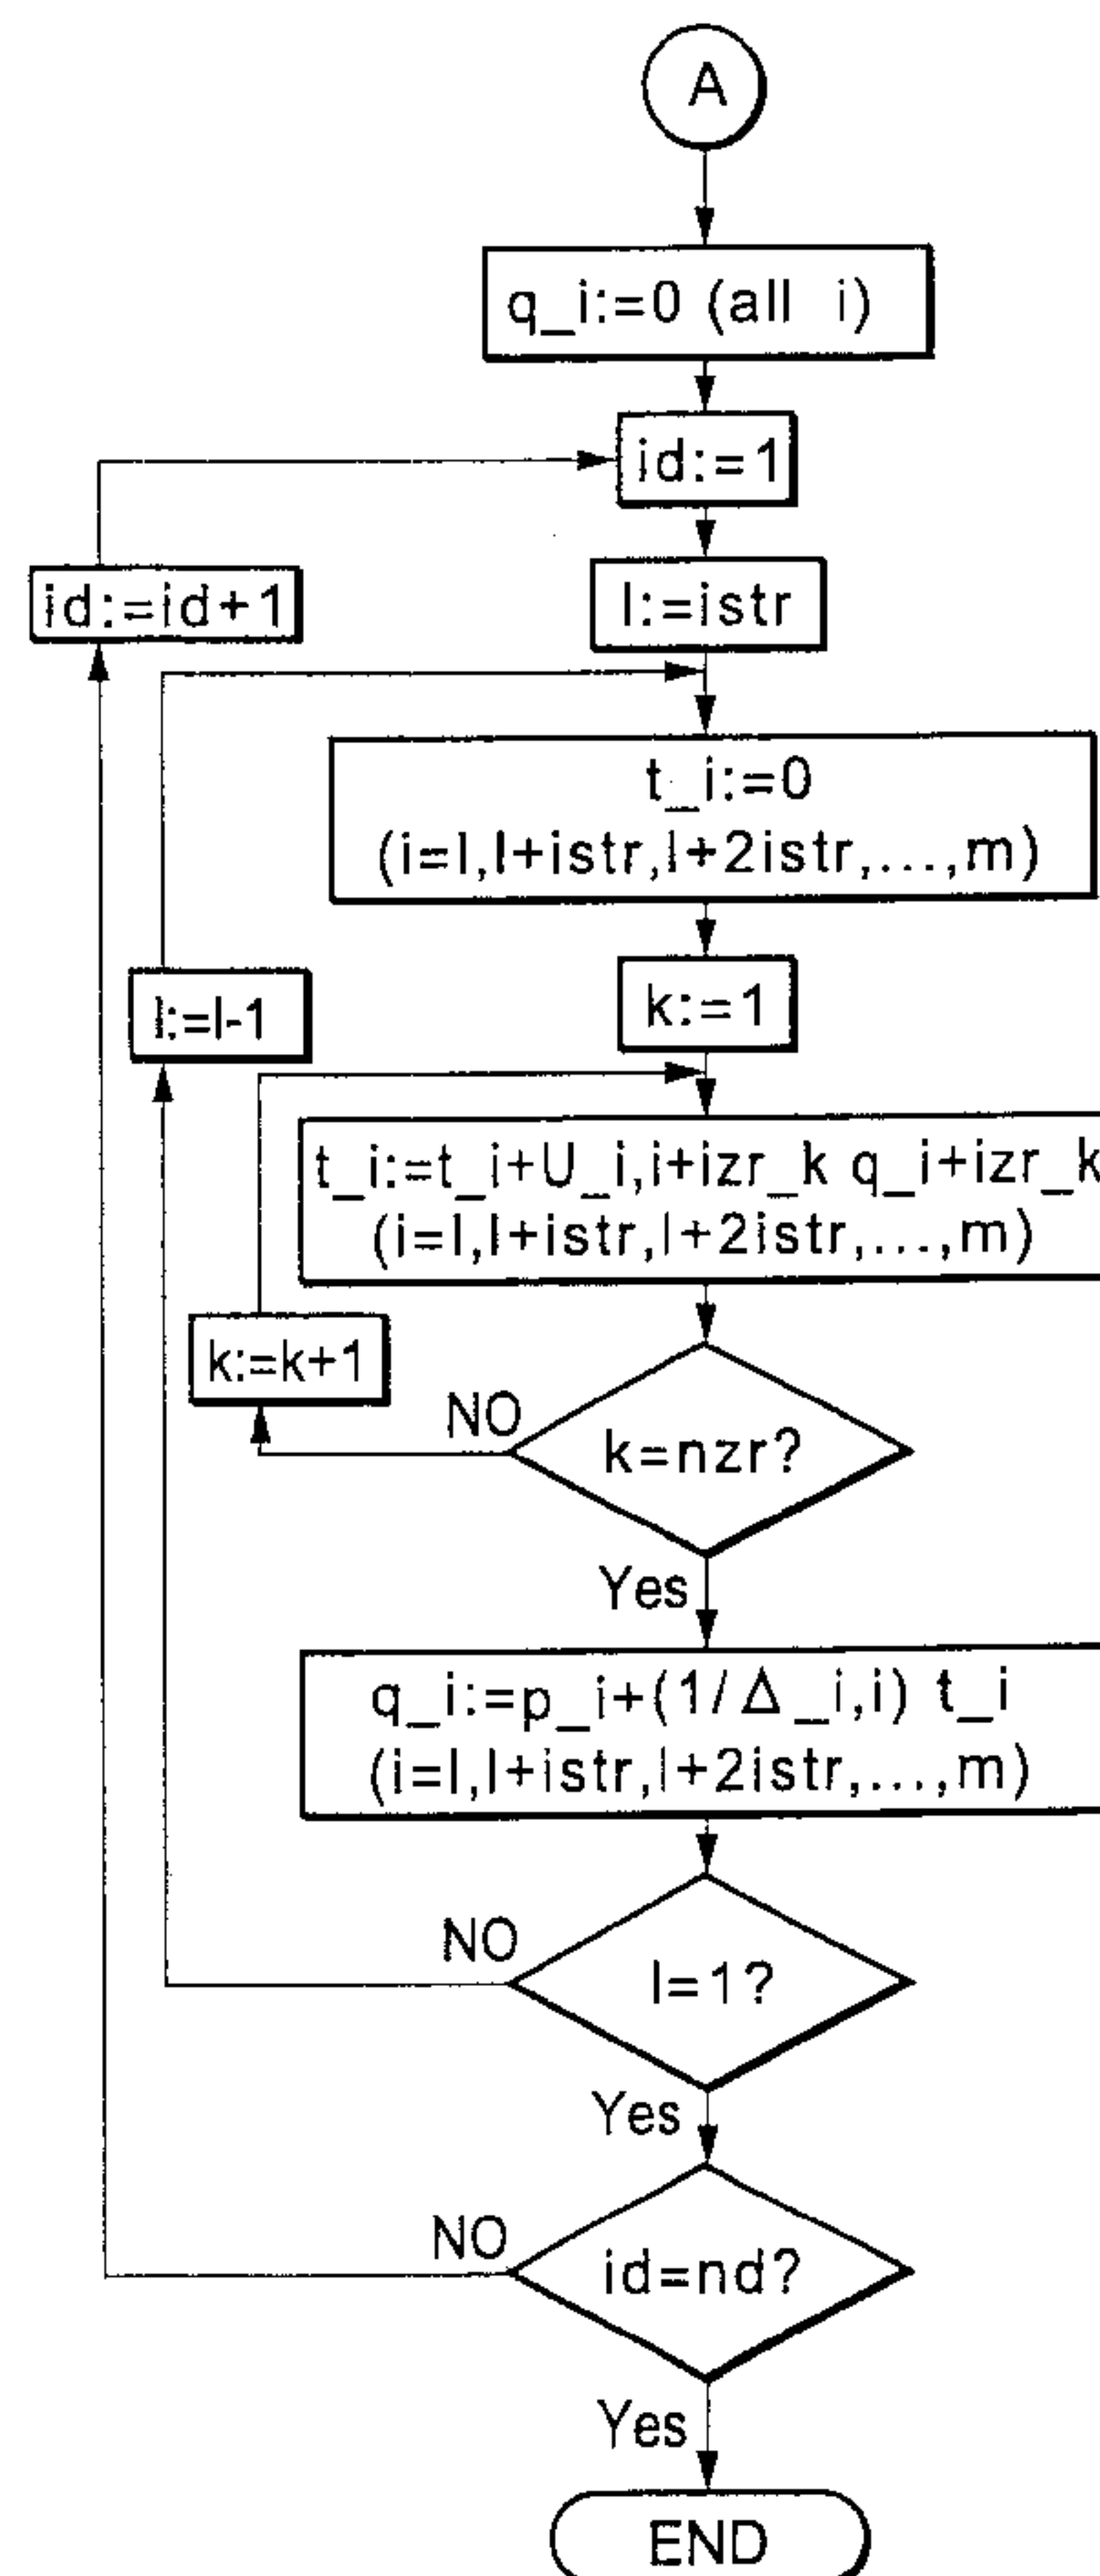 A
q_i:=0 (all i)
id:=1
id:=id+1
l:=istr
t_i:=0
(i=l,l+istr,l+2istr,...,m)
l:=l-1
k:=1
t_i:=t_i+U_i,i+izr_k q_i+izr_k
(i=l,l+istr,l+2istr,...,m)
k:=k+1
NO
k=nzr?
Yes
q_i:=p_i+(1/Δ_i,i) t_i
(i=l,l+istr,l+2istr,...,m)
NO
l=1?
Yes
NO
id=nd?
Yes
END